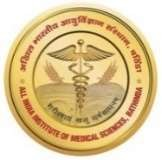 अखिल भारतीय आयुर्विज्ञान संस्थान, बठिंडा
ALL INDIA INSTITUTE OF MEDICAL SCIENCES, BATHINDA